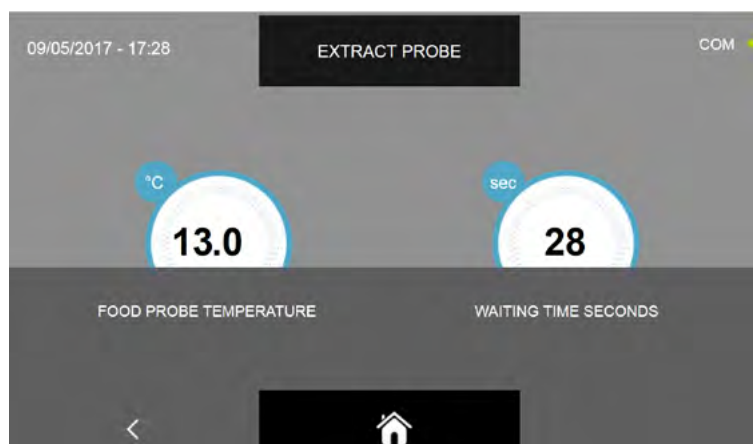 09/05/2017 - 17:28
EXTRACT PROBE
COM
°C
sec
13.0
28
FOOD PROBE TEMPERATURE
WAITING TIME SECONDS